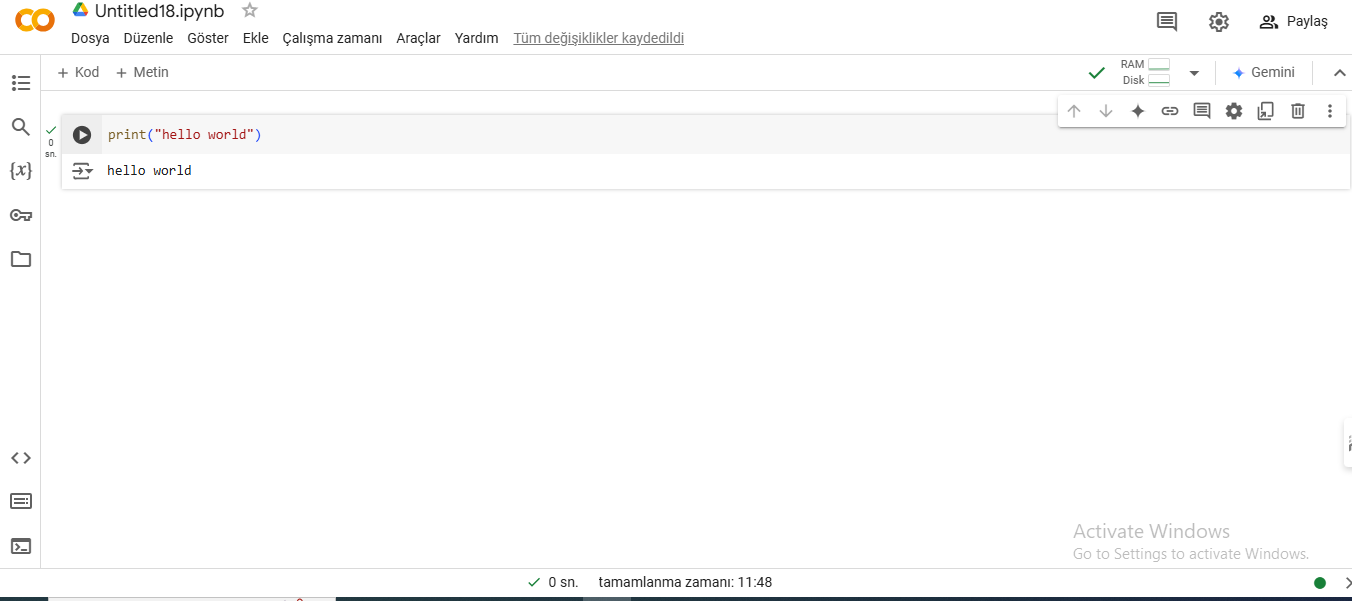 Untitled18.ipynb
Dosya Düzenle Göster Ekle Çalışma zamanı Araçlar Yardım Tüm değişiklikler kaydedildi
Paylaş
+ Kod + Metin
RAM
Disk
Gemini
0
sn.
print("hello world")
hello world
{x}
Activate Windows
Go to Settings to activate Windows.
0 sn. tamamlanma zamanı: 11:48